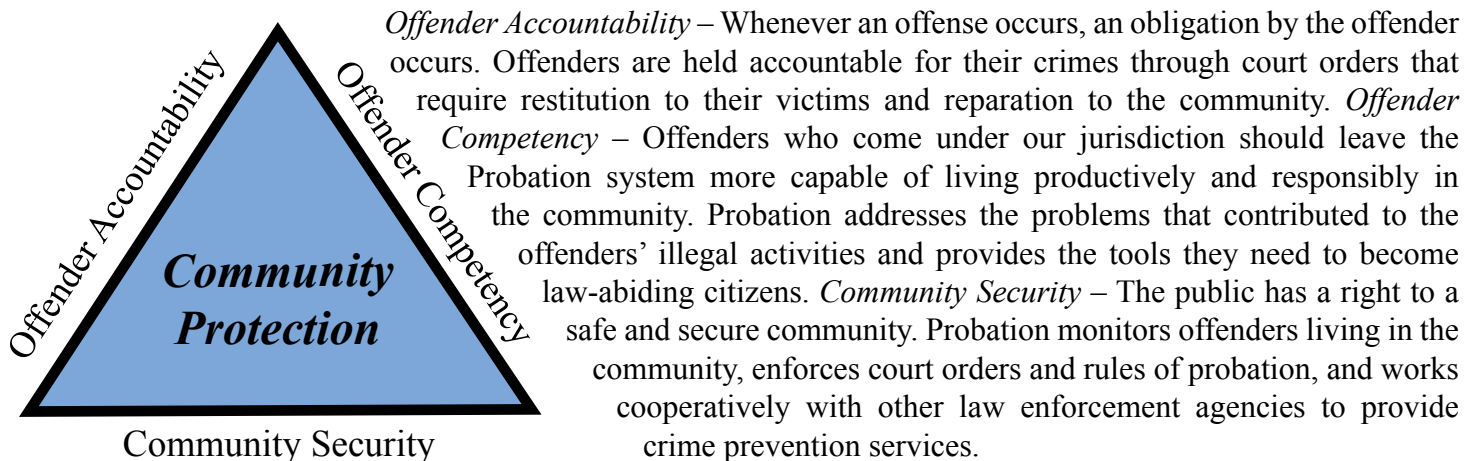 Offender Accountability
Offender Competency
Community
Protection
Community Security
Offender Accountability – Whenever an offense occurs, an obligation by the offender
occurs. Offenders are held accountable for their crimes through court orders that
require restitution to their victims and reparation to the community. Offender
Competency – Offenders who come under our jurisdiction should leave the
Probation system more capable of living productively and responsibly in
the community. Probation addresses the problems that contributed to the
offenders’ illegal activities and provides the tools they need to become
law-abiding citizens. Community Security – The public has a right to a
safe and secure community. Probation monitors offenders living in the
community, enforces court orders and rules of probation, and works
cooperatively with other law enforcement agencies to provide
crime prevention services.